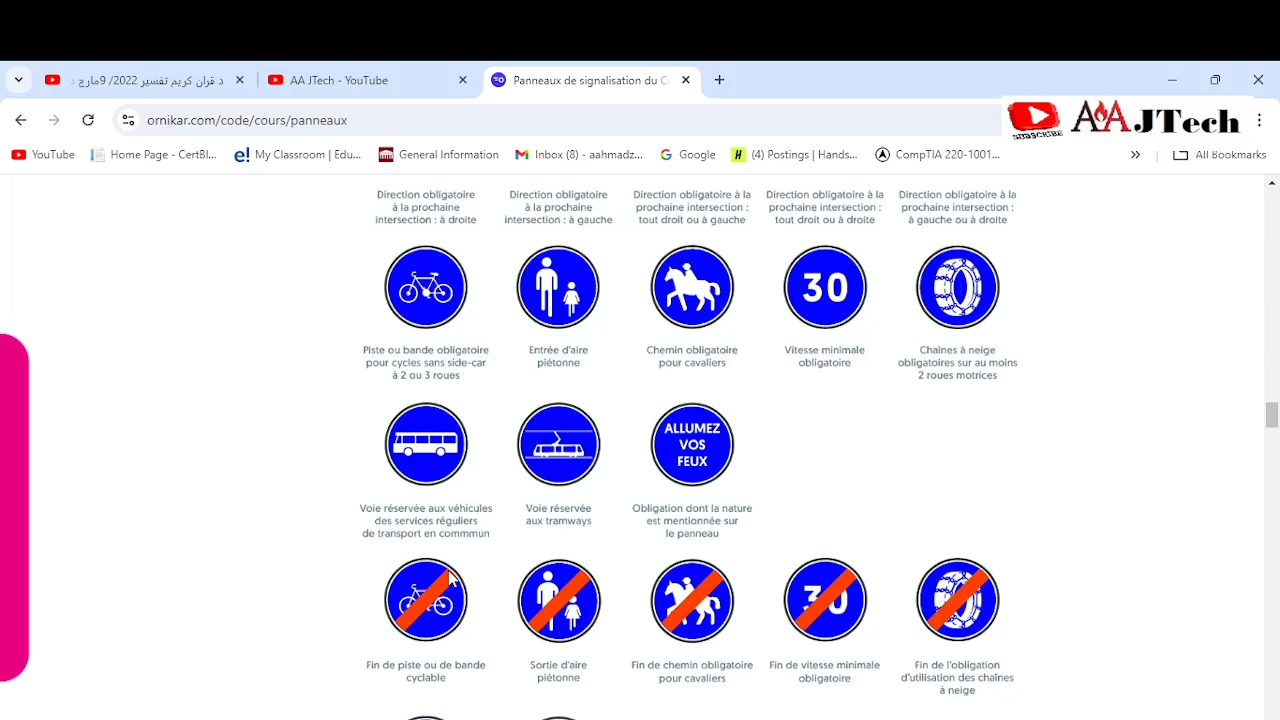 د قران كريم تفسير 2022/ 9مارچ د
AA JTech - YouTube
Panneaux de signalisation du C
ornikar.com/code/cours/panneaux
SUBSCRIBE
AAJTech
YouTube
Home Page - CertBl...
My Classroom | Edu...
General Information
Inbox (8) - aahmadz...
Google
(4) Postings | Hands...
CompTIA 220-1001...
All Bookmarks
Direction obligatoire
à la prochaine
intersection : à droite
Direction obligatoire
à la prochaine
intersection : à gauche
Direction obligatoire à la
prochaine intersection :
tout droit ou à gauche
Direction obligatoire à la
prochaine intersection :
tout droit ou à droite
Direction obligatoire à la
prochaine intersection :
à gauche ou à droite
30
Piste ou bande obligatoire
pour cycles sans side-car
à 2 ou 3 roues
Entrée d'aire
piétonne
Chemin obligatoire
pour cavaliers
Vitesse minimale
obligatoire
Chaînes à neige
obligatoires sur au moins
2 roues motrices
ALLUMEZ
VOS
FEUX
Voie réservée aux véhicules
des services réguliers
de transport en commmun
Voie réservée
aux tramways
Obligation dont la nature
est mentionnée sur
le panneau
30
Fin de piste ou de bande
cyclable
Sortie d'aire
piétonne
Fin de chemin obligatoire
pour cavaliers
Fin de vitesse minimale
obligatoire
Fin de l'obligation
d'utilisation des chaînes
à neige